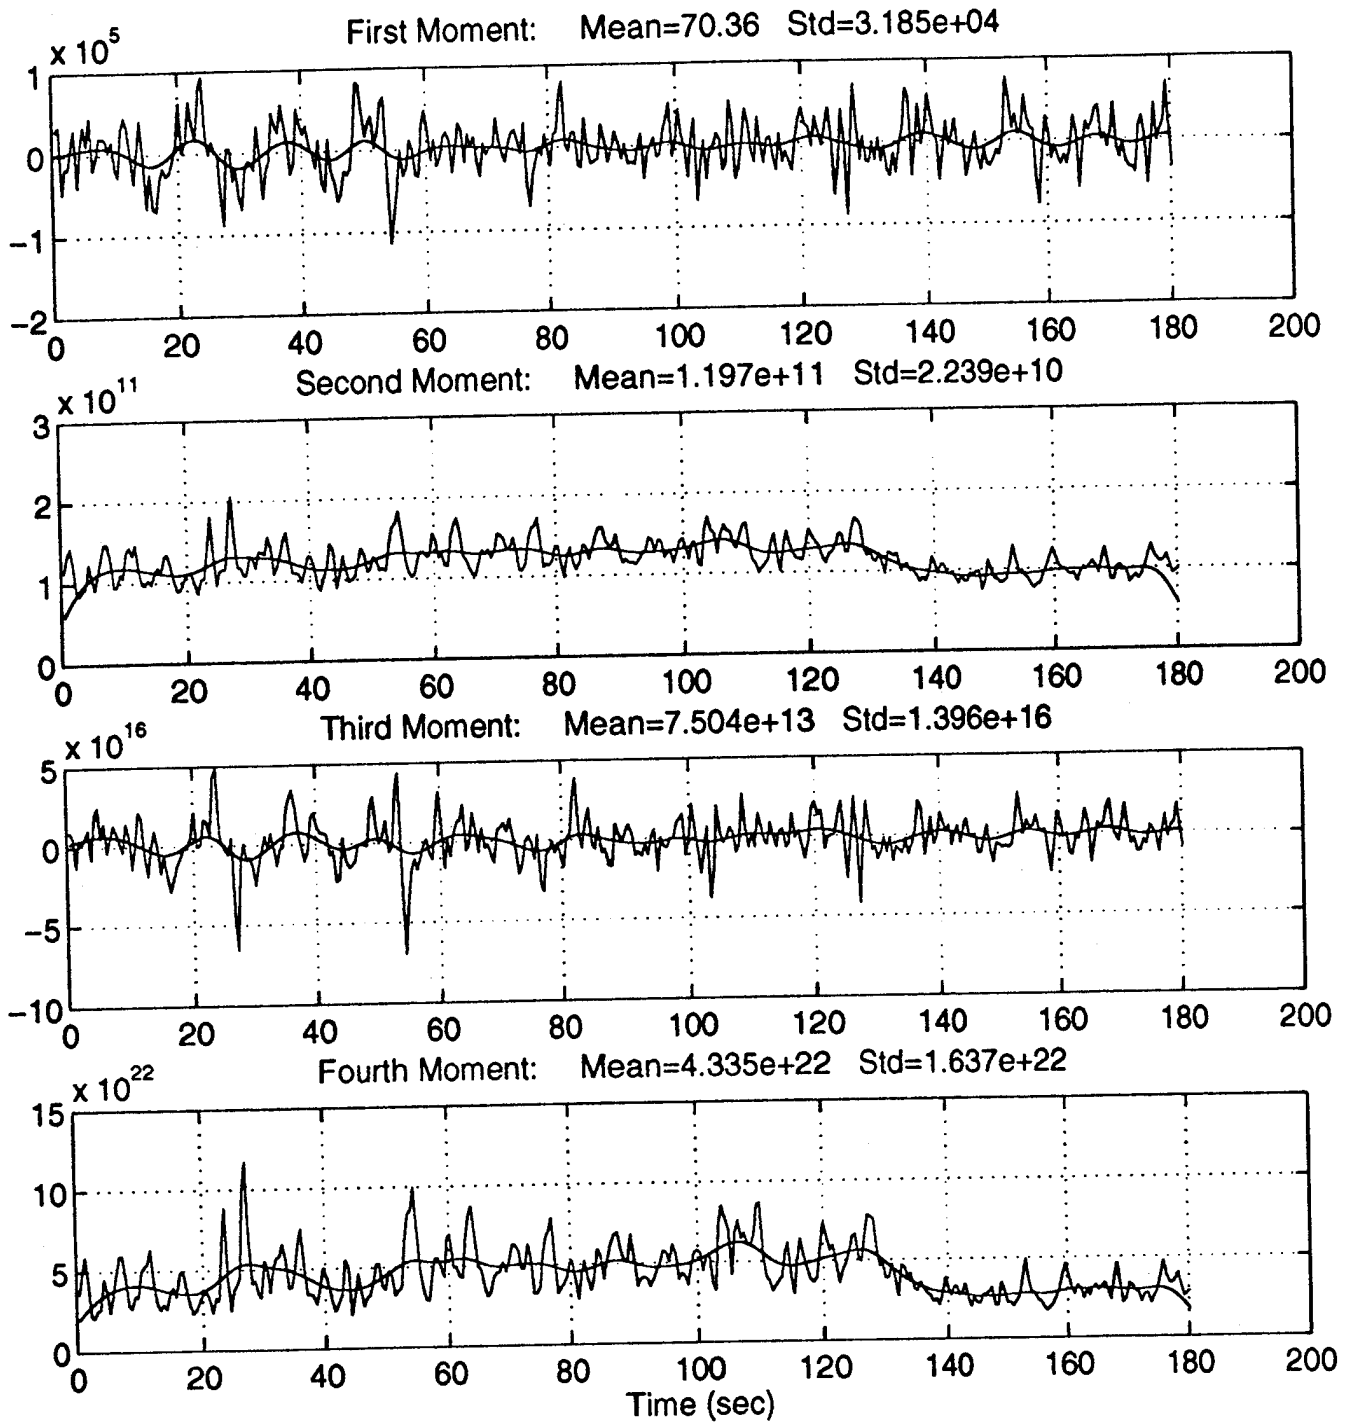 First Moment: Mean=70.36 Std=3.185e+04
x 10^5
1
0
−1
−2
0 20 40 60 80 100 120 140 160 180 200
Second Moment: Mean=1.197e+11 Std=2.239e+10
x 10^11
3
2
1
0
0 20 40 60 80 100 120 140 160 180 200
Third Moment: Mean=7.504e+13 Std=1.396e+16
x 10^16
5
0
−5
−10
0 20 40 60 80 100 120 140 160 180 200
Fourth Moment: Mean=4.335e+22 Std=1.637e+22
x 10^22
15
10
5
0
0 20 40 60 80 100 120 140 160 180 200
Time (sec)